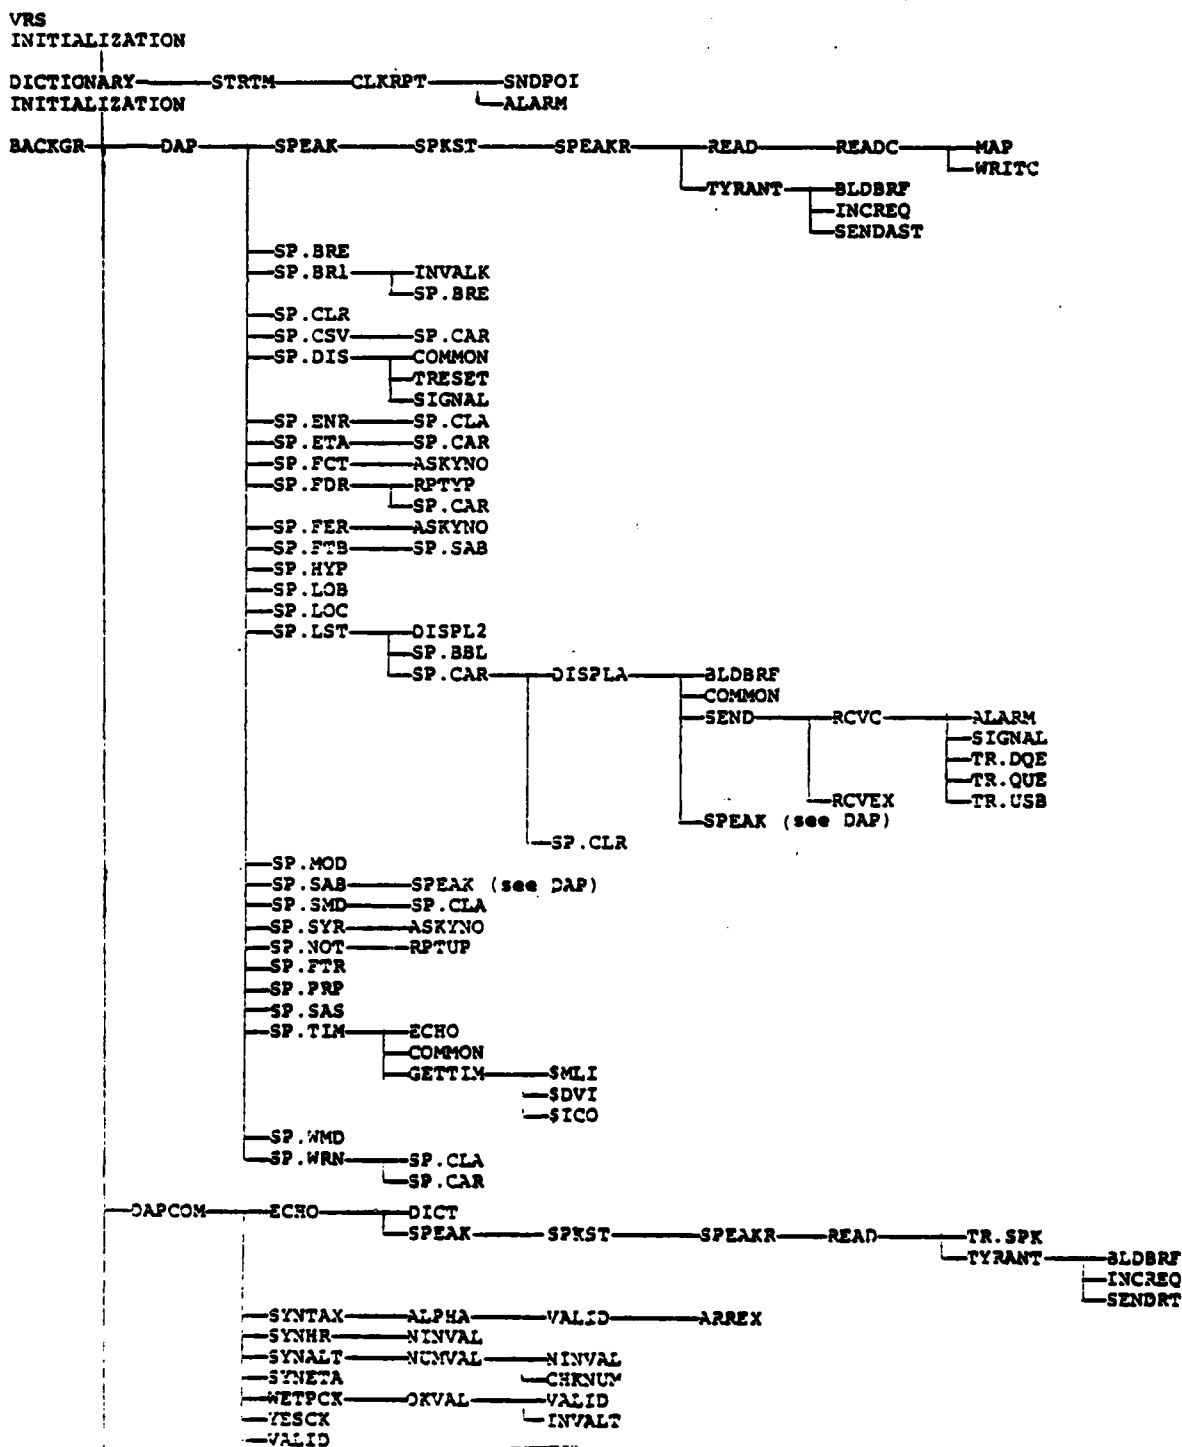 VRS
INITIALIZATION
DICTIONARY STRTM CLKRPT SNDPOI
INITIALIZATION ALARM
BACKGR DAP SPEAK SPKST SPEAKR READ READC MAP
WRITC
TYRANT BLDBRF
INCREQ
SENDAST
SP.BRE
SP.BR1 INVALK
SP.BRE
SP.CLR
SP.CSV SP.CAR
SP.DIS COMMON
TRESET
SIGNAL
SP.ENR SP.CLA
SP.ETA SP.CAR
SP.FCT ASKYNO
SP.FDR RPTYP
SP.CAR
SP.FER ASKYNO
SP.FTB SP.SAB
SP.HYP
SP.LOB
SP.LOC
SP.LST DISPL2
SP.BBL
SP.CAR DISPLA BLDBRF
COMMON
SEND RCVC ALARM
SIGNAL
TR.DQE
TR.QUE
RCVEX TR.USB
SPEAK (see DAP)
SP.CLR
SP.MOD
SP.SAB SPEAK (see DAP)
SP.SMD SP.CLA
SP.SYR ASKYNO
SP.NOT RPTUP
SP.FTR
SP.PRP
SP.SAS
SP.TIM ECHO
COMMON
GETTIM $MLI
$DVI
$ICO
SP.WMD
SP.WRN SP.CLA
SP.CAR
DAPCOM ECHO DICT
SPEAK SPKST SPEAKR READ TR.SPK
TYRANT BLDBRF
INCREQ
SENDRT
SYNTAX ALPHA VALID ARREX
SYNHR NINVAL
SYNALT NUMVAL NINVAL
SYNETA CHKNUM
WETPCK OKVAL VALID
YESCK INVALT
VALID